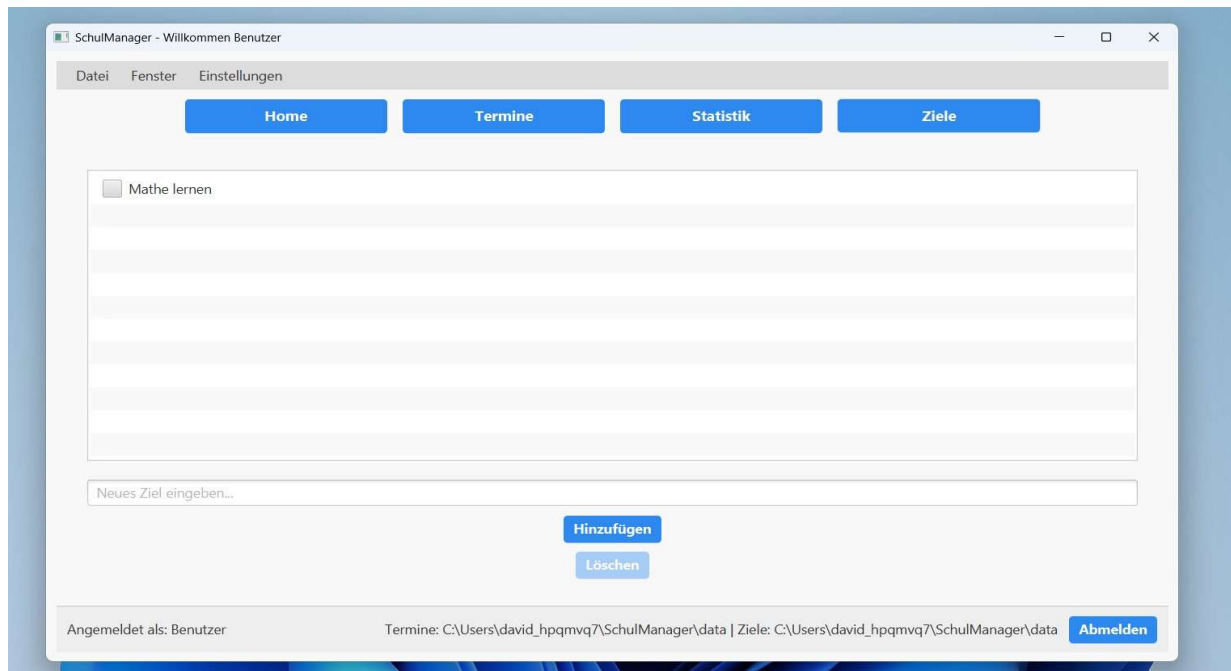 SchulManager - Willkommen Benutzer
Datei Fenster Einstellungen
Home Termine Statistik Ziele
Mathe lernen
Neues Ziel eingeben...
Hinzufügen
Löschen
Angemeldet als: Benutzer Termine: C:\Users\david_hpqmvq7\SchulManager\data | Ziele: C:\Users\david_hpqmvq7\SchulManager\data Abmelden